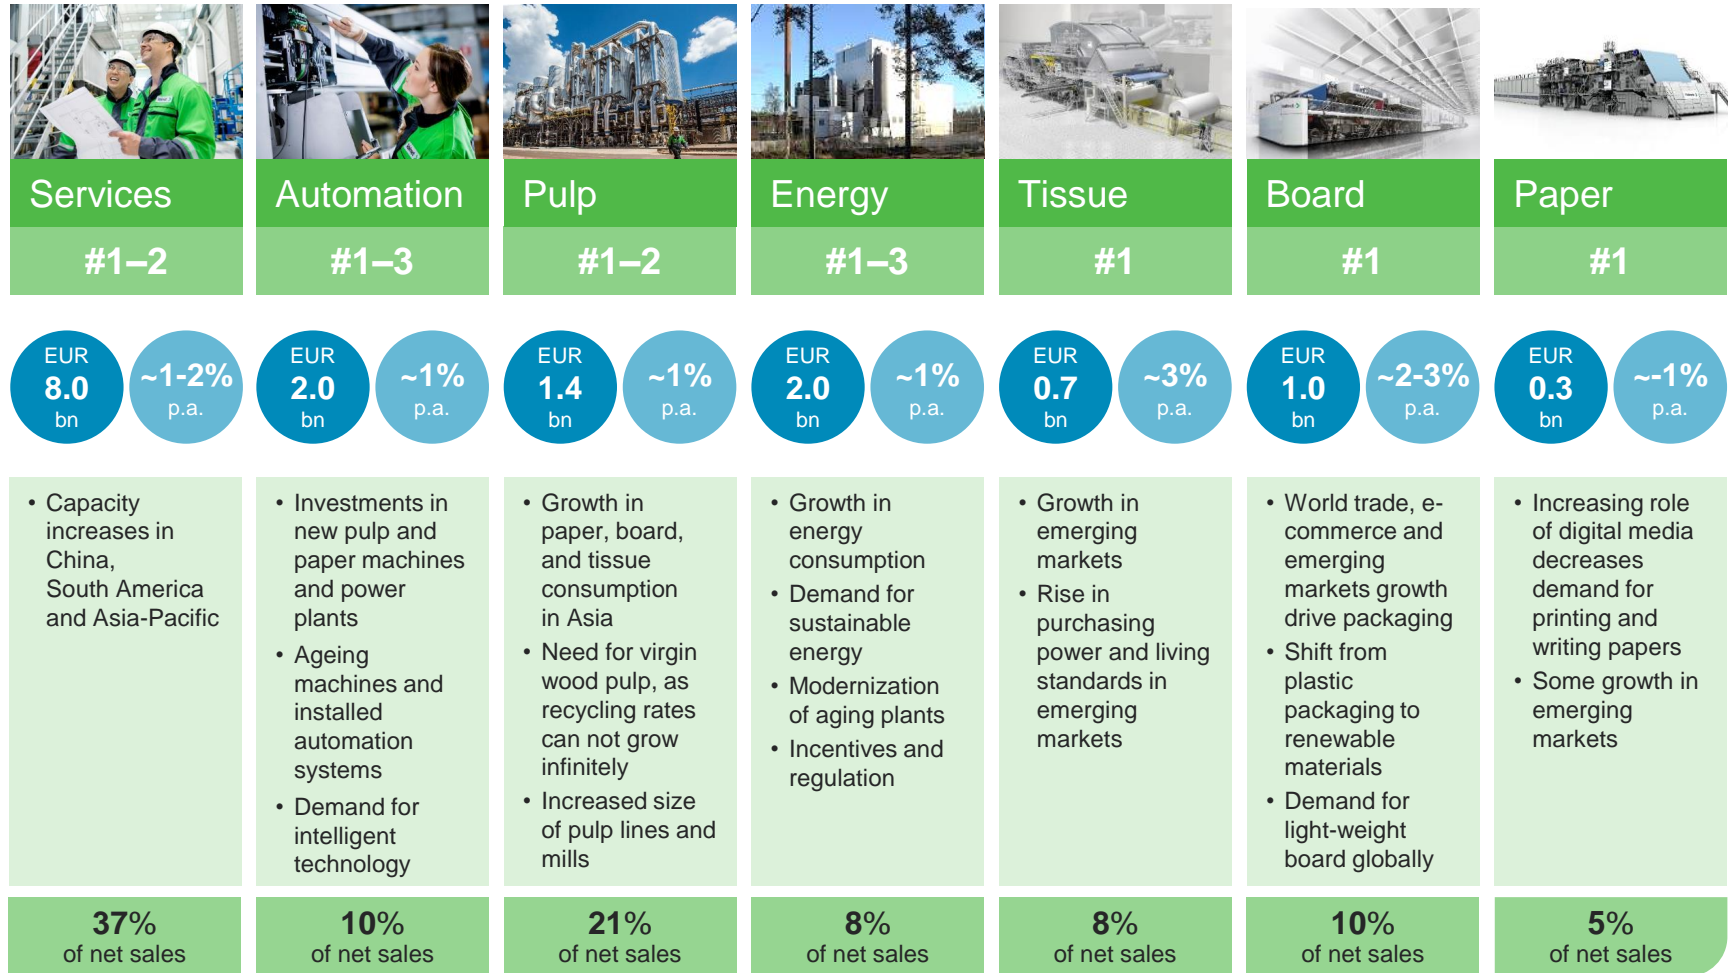 Services
#1–2
EUR
8.0
bn
~1-2%
p.a.
• Capacity
increases in
China,
South America
and Asia-Pacific
37%
of net sales
Automation
#1–3
EUR
2.0
bn
~1%
p.a.
• Investments in
new pulp and
paper machines
and power
plants
• Ageing
machines and
installed
automation
systems
• Demand for
intelligent
technology
10%
of net sales
Pulp
#1–2
EUR
1.4
bn
~1%
p.a.
• Growth in
paper, board,
and tissue
consumption
in Asia
• Need for virgin
wood pulp, as
recycling rates
can not grow
infinitely
• Increased size
of pulp lines and
mills
21%
of net sales
Energy
#1–3
EUR
2.0
bn
~1%
p.a.
• Growth in
energy
consumption
• Demand for
sustainable
energy
• Modernization
of aging plants
• Incentives and
regulation
8%
of net sales
Tissue
#1
EUR
0.7
bn
~3%
p.a.
• Growth in
emerging
markets
• Rise in
purchasing
power and living
standards in
emerging
markets
8%
of net sales
Board
#1
EUR
1.0
bn
~2-3%
p.a.
• World trade, e-
commerce and
emerging
markets growth
drive packaging
• Shift from
plastic
packaging to
renewable
materials
• Demand for
light-weight
board globally
10%
of net sales
Paper
#1
EUR
0.3
bn
~-1%
p.a.
• Increasing role
of digital media
decreases
demand for
printing and
writing papers
• Some growth in
emerging
markets
5%
of net sales